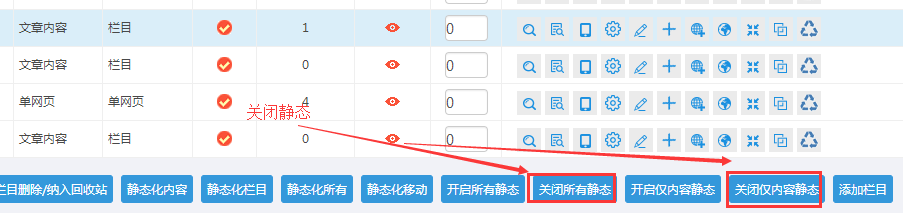 文章内容 栏目 1 0
文章内容 栏目 0 0
单网页 单网页 4 0
关闭静态
文章内容 栏目 0 0
栏目删除/纳入回收站 静态化内容 静态化栏目 静态化所有 静态化移动 开启所有静态 关闭所有静态 开启仅内容静态 关闭仅内容静态 添加栏目